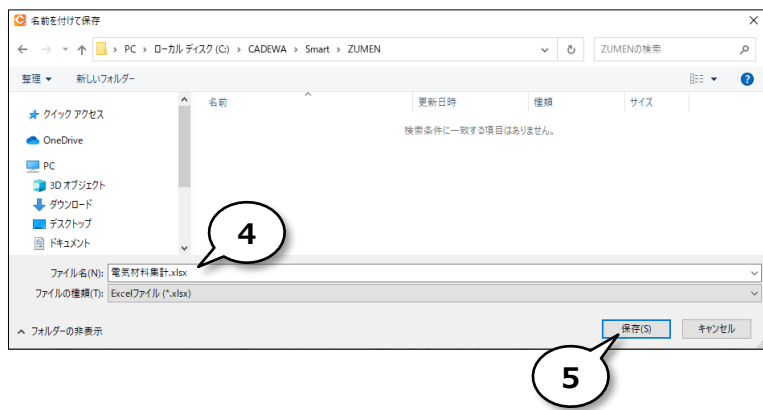 名前を付けて保存
PC › ローカル ディスク (C:) › CADEWA › Smart › ZUMEN
ZUMENの検索
整理 新しいフォルダー
名前 更新日時 種類 サイズ
検索条件に一致する項目はありません。
クイック アクセス
OneDrive
PC
3D オブジェクト
ダウンロード
デスクトップ
ドキュメント
4
ファイル名(N): 電気材料集計.xlsx
ファイルの種類(T): Excelファイル (*.xlsx)
フォルダーの非表示
保存(S) キャンセル
5